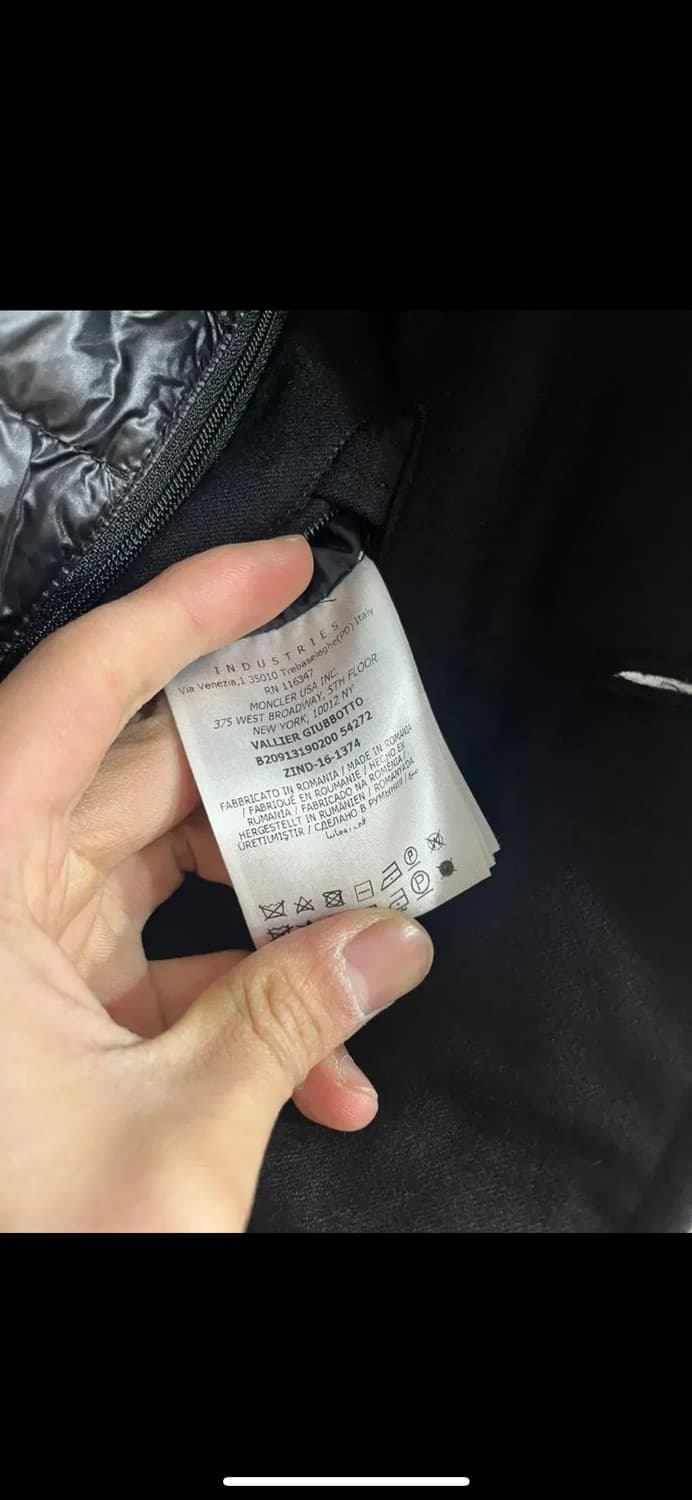 INDUSTRIES
Via Venezia,1 35010 Trebaseleghe(PD) Italy
RN 116347
MONCLER USA INC.
375 WEST BROADWAY, 5TH FLOOR
NEW YORK, 10012 NY
VALLIER GIUBBOTTO
B20913190200 54272
ZIND-16-1374
FABBRICATO IN ROMANIA / MADE IN ROMANIA
/ FABRIQUÉ EN ROUMANIE / HECHO EN
RUMANIA / FABRICADO NA ROMÉNIA /
HERGESTELLT IN RUMÄNIEN / ROMANYADA
ÜRETILMIŞTIR / СДЕЛАНО В РУМЫНИИ /